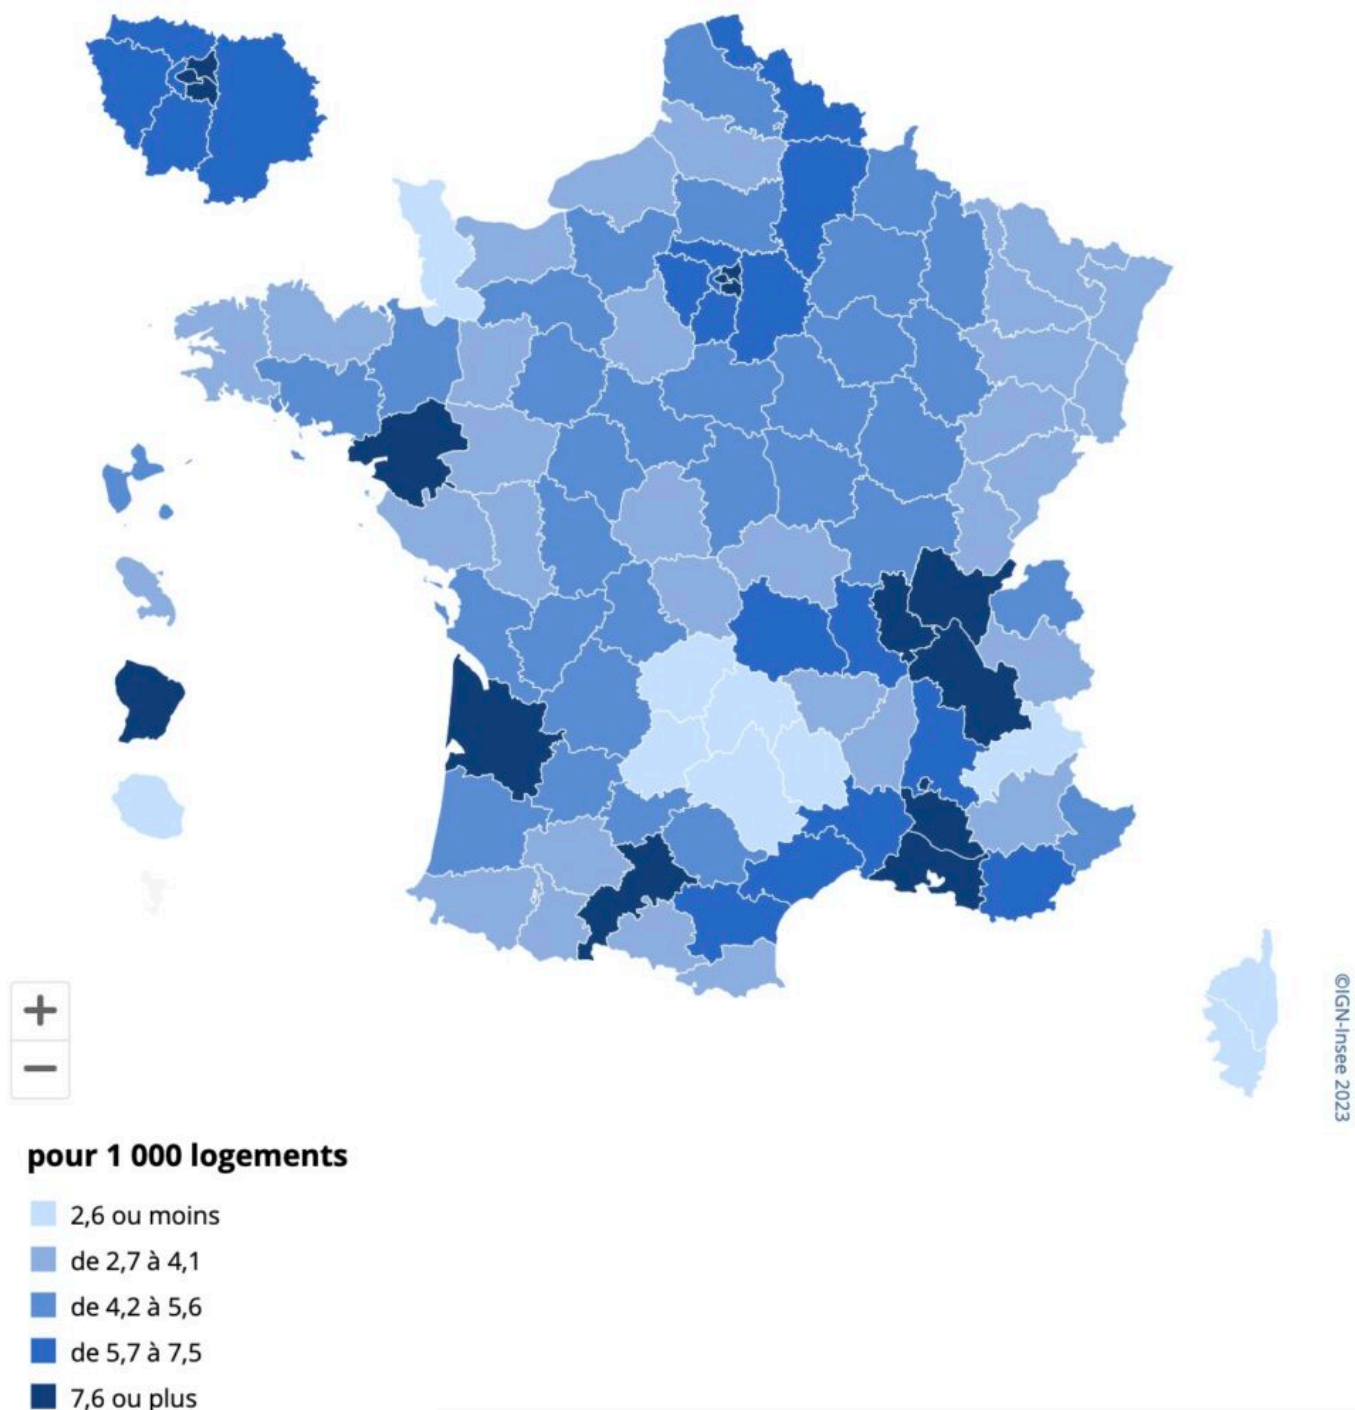 ©IGN-Insee 2023
+
−
pour 1 000 logements
2,6 ou moins
de 2,7 à 4,1
de 4,2 à 5,6
de 5,7 à 7,5
7,6 ou plus